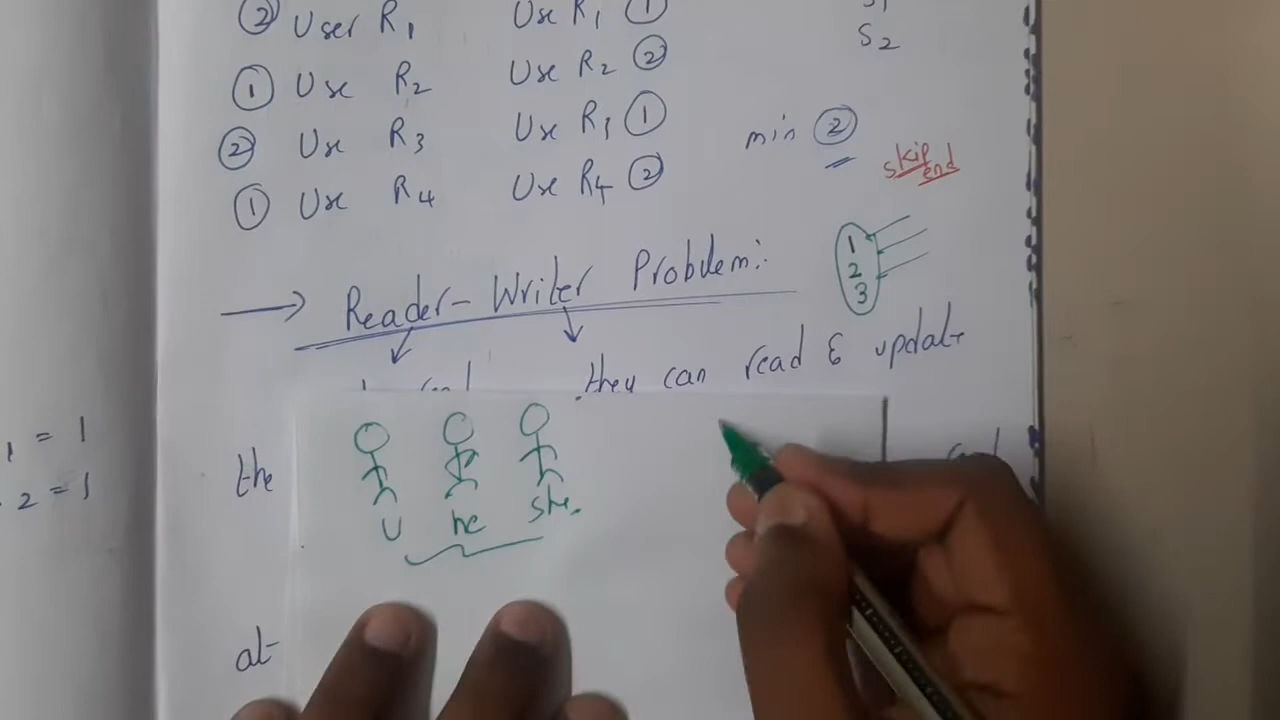 ② User R1 Use R1 ① S1
① Use R2 Use R2 ② S2
② Use R3 Use R3 ①
① Use R4 Use R4 ②
min ②
skip end
1
2
3
→ Reader-Writer Problem:
they can read & update
1 = 1
2 = 1
the
U he she.
at